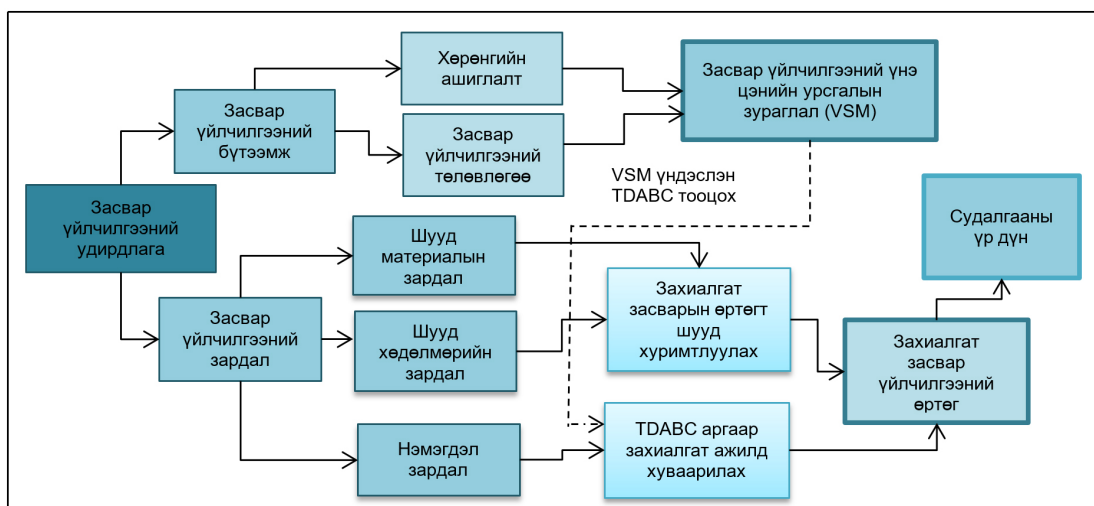 Засвар
үйлчилгээний
удирдлага
Засвар
үйлчилгээний
бүтээмж
Хөрөнгийн
ашиглалт
Засвар
үйлчилгээний
төлөвлөгөө
Засвар үйлчилгээний үнэ
цэнийн урсгалын
зураглал (VSM)
VSM үндэслэн
TDABC тооцох
Засвар
үйлчилгээний
зардал
Шууд
материалын
зардал
Шууд
хөдөлмөрийн
зардал
Нэмэгдэл
зардал
Захиалгат
засварын өртөгт
шууд
хуримтлуулах
TDABC аргаар
захиалгат ажилд
хуваарилах
Захиалгат
засвар
үйлчилгээний
өртөг
Судалгааны
үр дүн